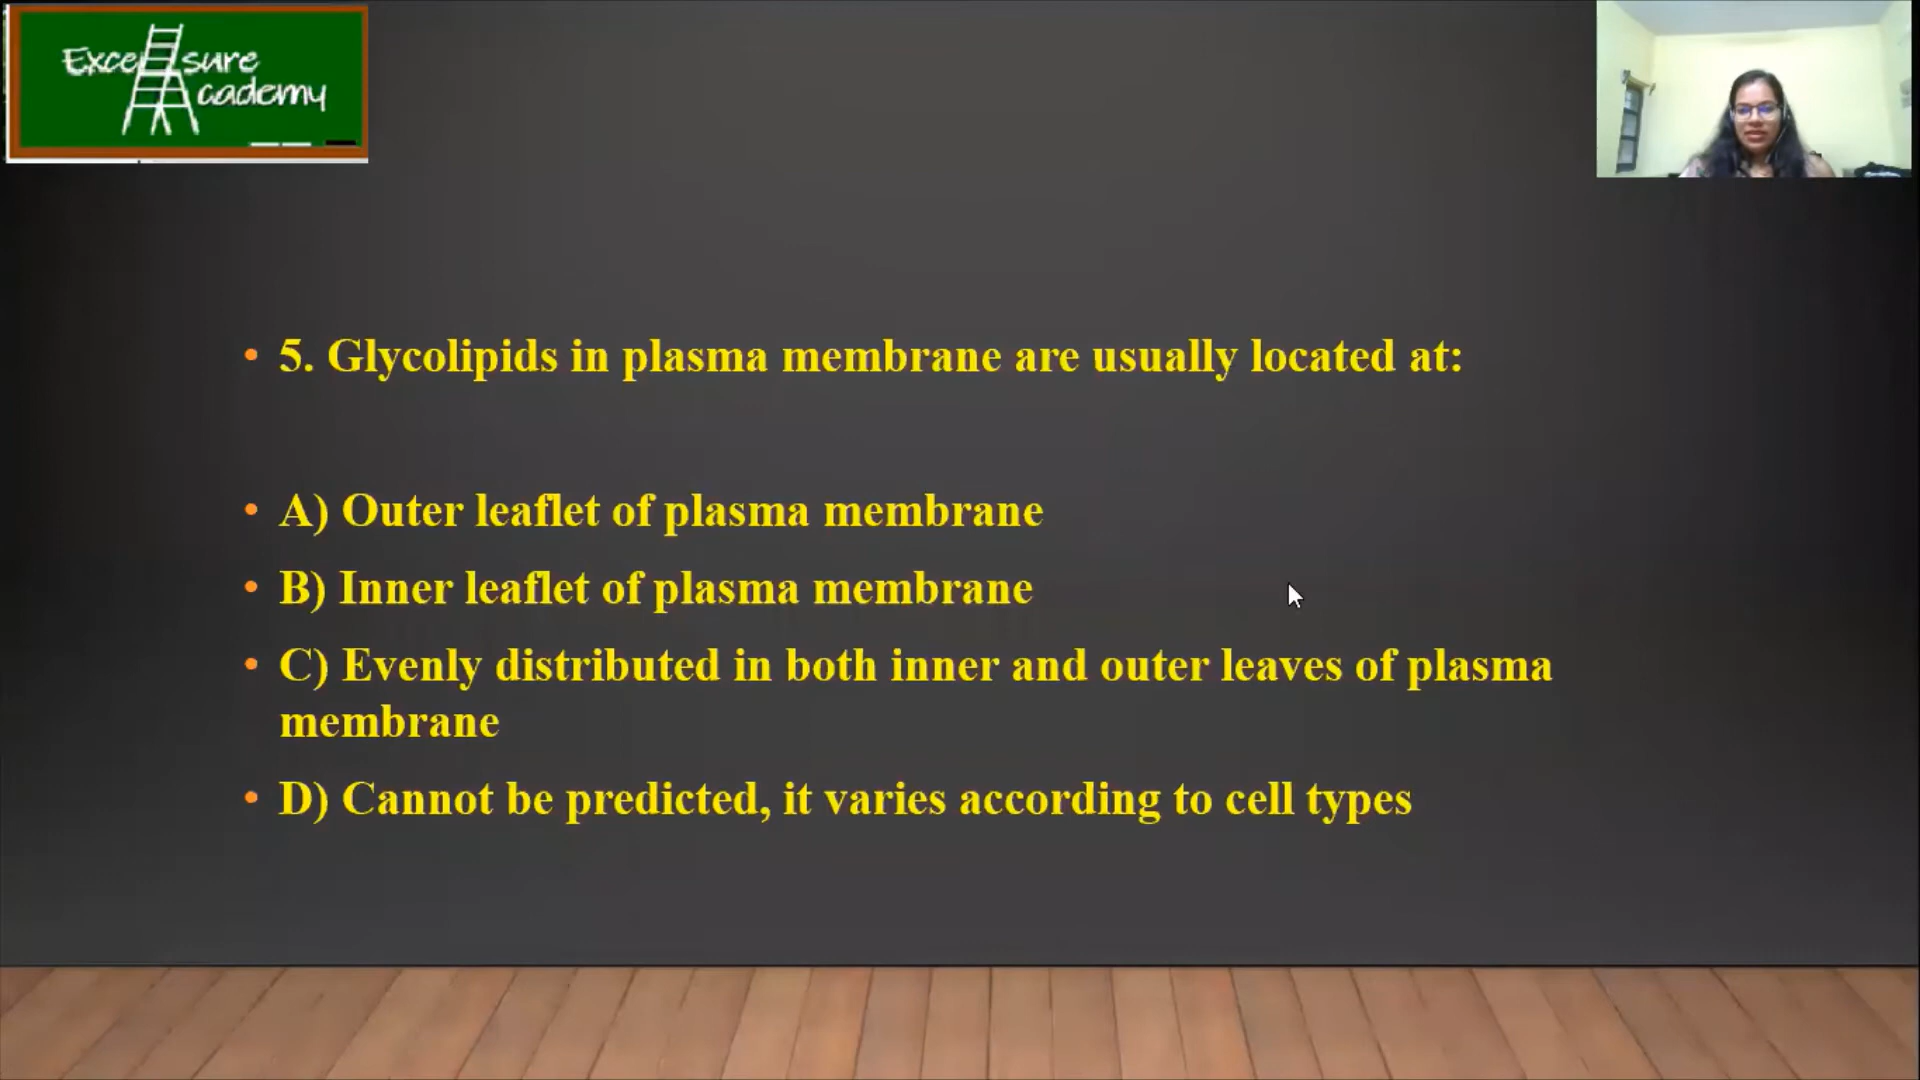 Excelsure
Academy
• 5. Glycolipids in plasma membrane are usually located at:
• A) Outer leaflet of plasma membrane
• B) Inner leaflet of plasma membrane
• C) Evenly distributed in both inner and outer leaves of plasma
membrane
• D) Cannot be predicted, it varies according to cell types